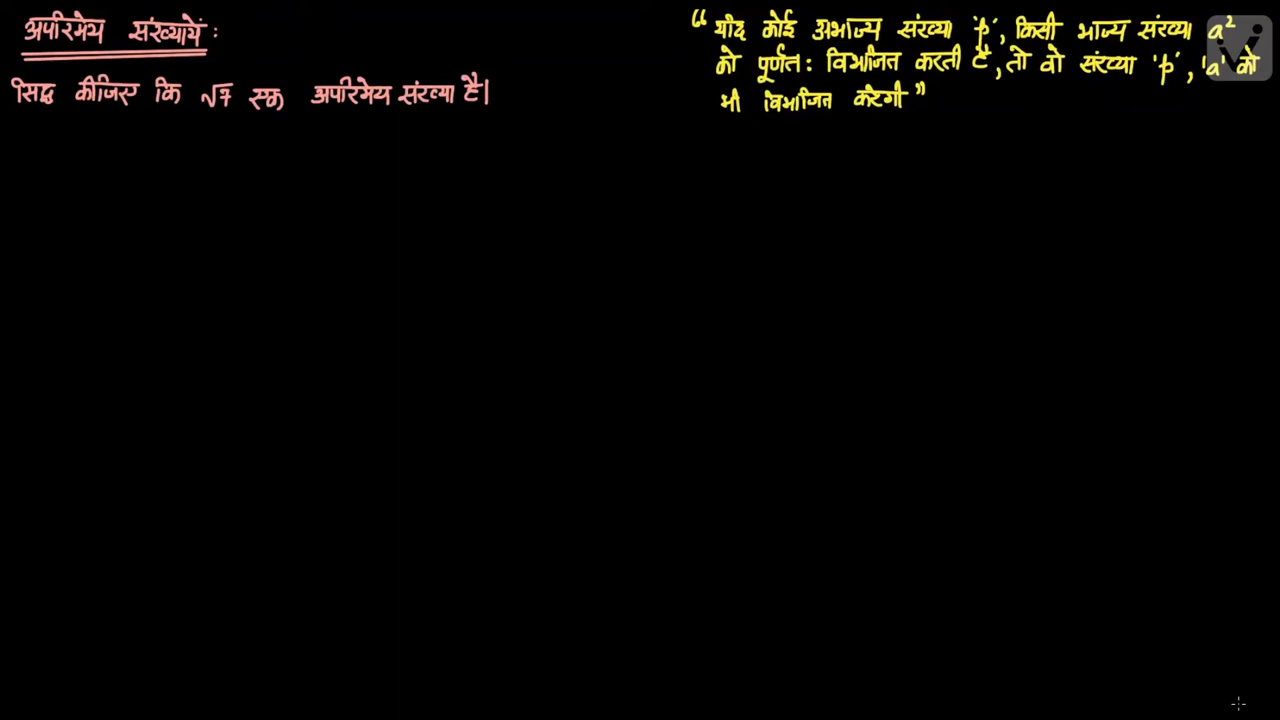 अपरिमेय संख्यायें :
सिद्ध कीजिए कि √7 एक अपरिमेय संख्या है।
“ यदि कोई अभाज्य संख्या 'p', किसी भाज्य संख्या a²
को पूर्णत: विभाजित करती है, तो वो संख्या 'p', 'a' को
भी विभाजित करेगी”